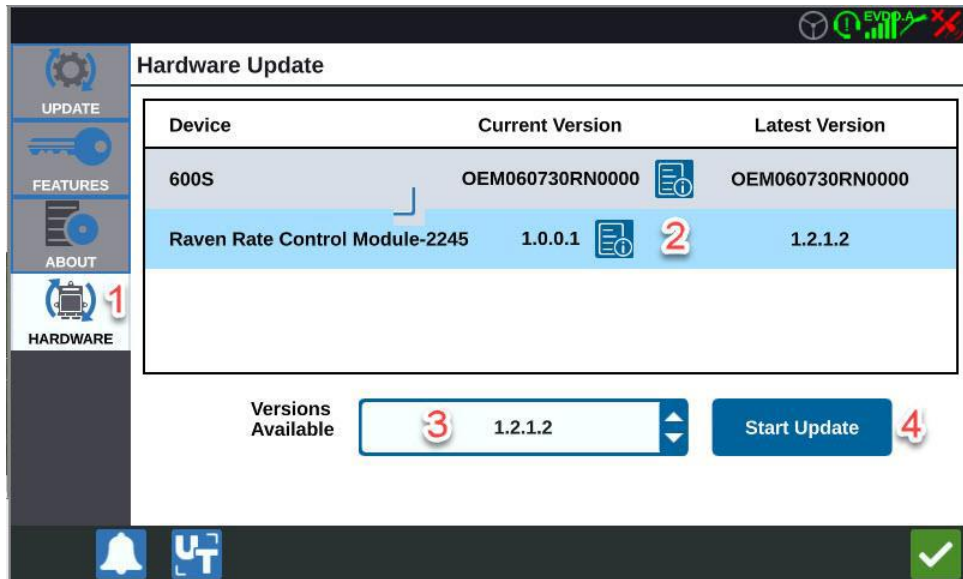 EVDO.A
Hardware Update
UPDATE
FEATURES
ABOUT
HARDWARE
1
Device Current Version Latest Version
600S OEM060730RN0000 OEM060730RN0000
Raven Rate Control Module-2245 1.0.0.1 2 1.2.1.2
Versions
Available
3 1.2.1.2
Start Update 4
UT